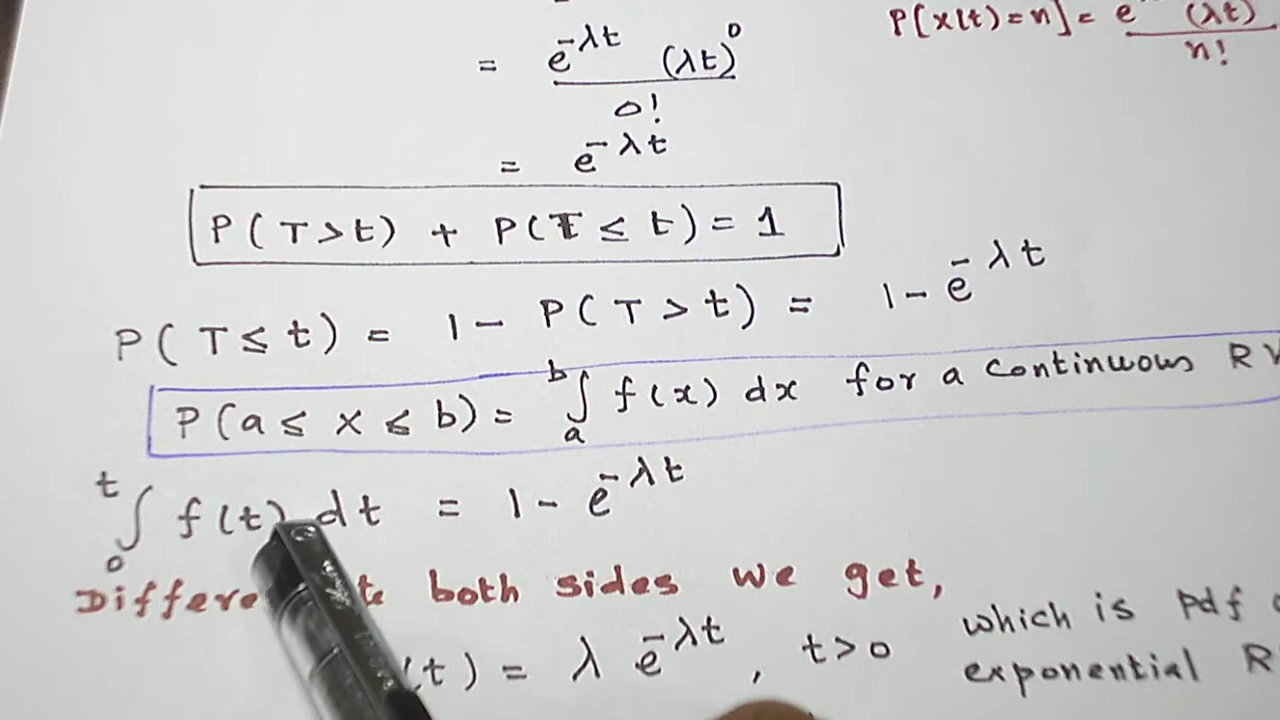 P[X(t)=n] = e (λt)
n!
= e^-λt (λt)^0
0!
= e^-λt
P(T>t) + P(T≤t) = 1
P(T≤t) = 1 - P(T>t) = 1 - e^-λt
P(a≤x≤b) = ∫_a^b f(x) dx for a continuous RV
∫_0^t f(t) dt = 1 - e^-λt
both sides we get,
(t) = λ e^-λt, t>0 which is pdf
exponential R